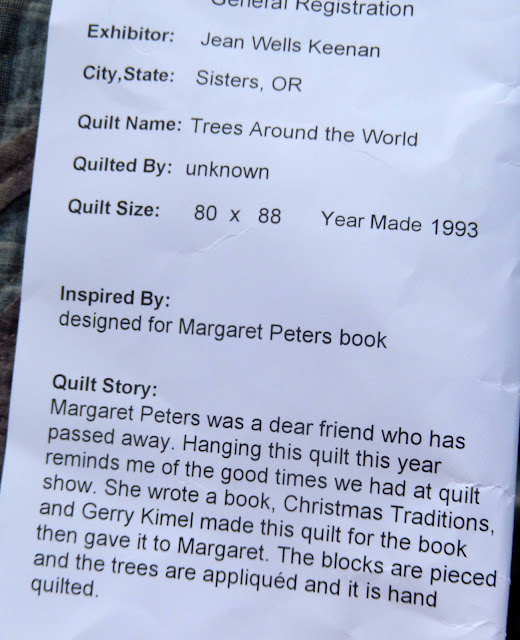 General Registration
Exhibitor: Jean Wells Keenan
City,State: Sisters, OR
Quilt Name: Trees Around the World
Quilted By: unknown
Quilt Size: 80 x 88 Year Made 1993
Inspired By:
designed for Margaret Peters book
Quilt Story:
Margaret Peters was a dear friend who has
passed away. Hanging this quilt this year
reminds me of the good times we had at quilt
show. She wrote a book, Christmas Traditions,
and Gerry Kimel made this quilt for the book
then gave it to Margaret. The blocks are pieced
and the trees are appliquéd and it is hand
quilted.